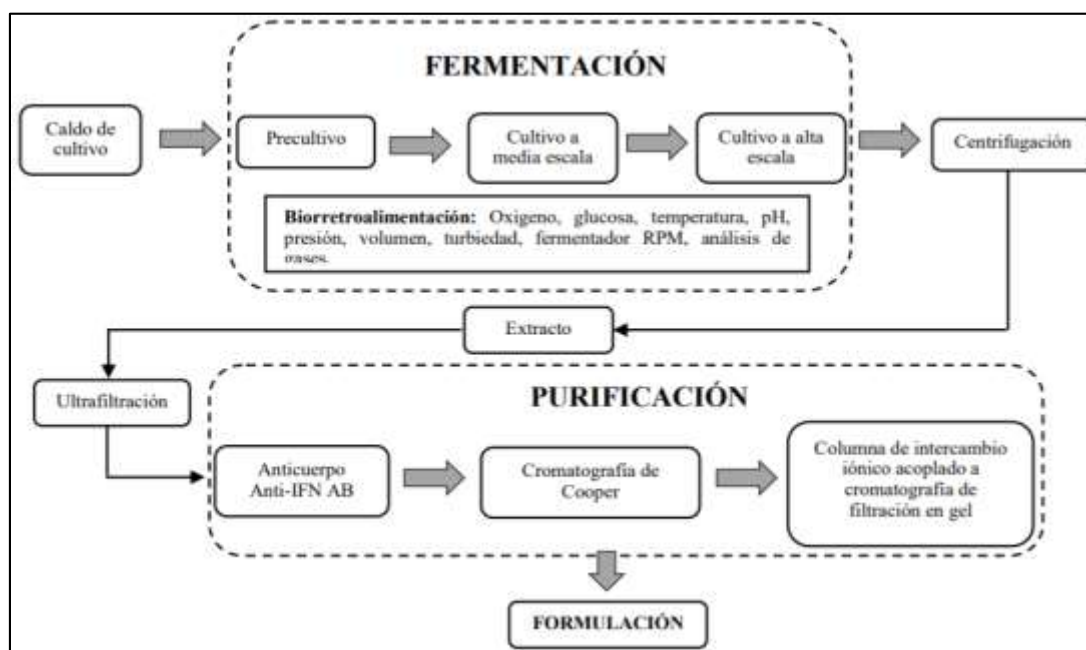 FERMENTACIÓN
Caldo de
cultivo
Precultivo
Cultivo a
media escala
Cultivo a alta
escala
Centrifugación
Biorretroalimentación: Oxigeno, glucosa, temperatura, pH,
presión, volumen, turbiedad, fermentador RPM, análisis de
gases.
Extracto
Ultrafiltración
PURIFICACIÓN
Anticuerpo
Anti-IFN AB
Cromatografía de
Cooper
Columna de intercambio
iónico acoplado a
cromatografía de
filtración en gel
FORMULACIÓN